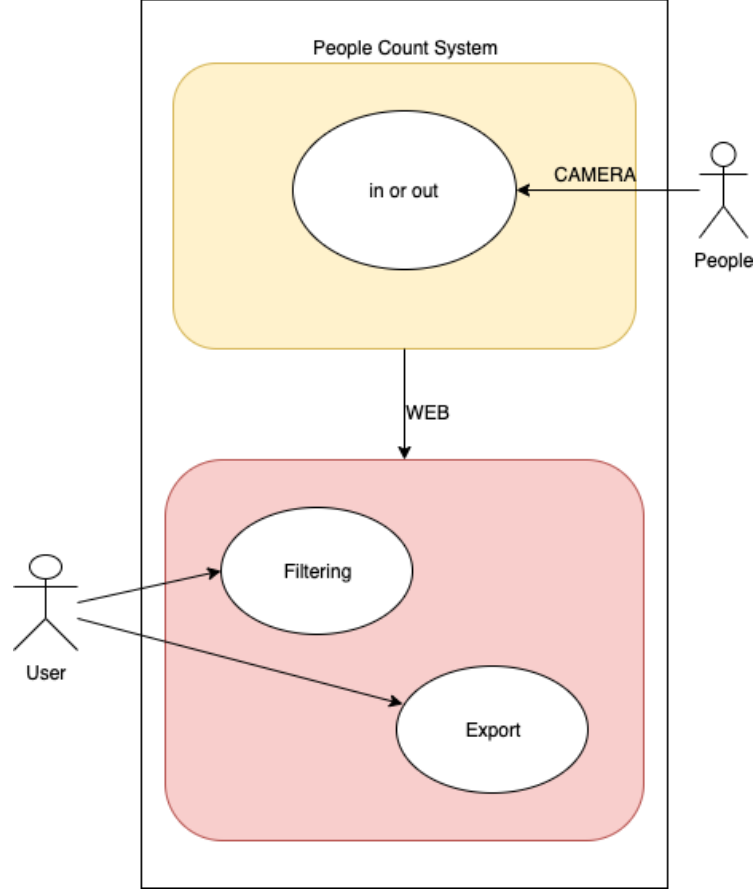 People Count System
in or out
CAMERA
People
WEB
Filtering
User
Export